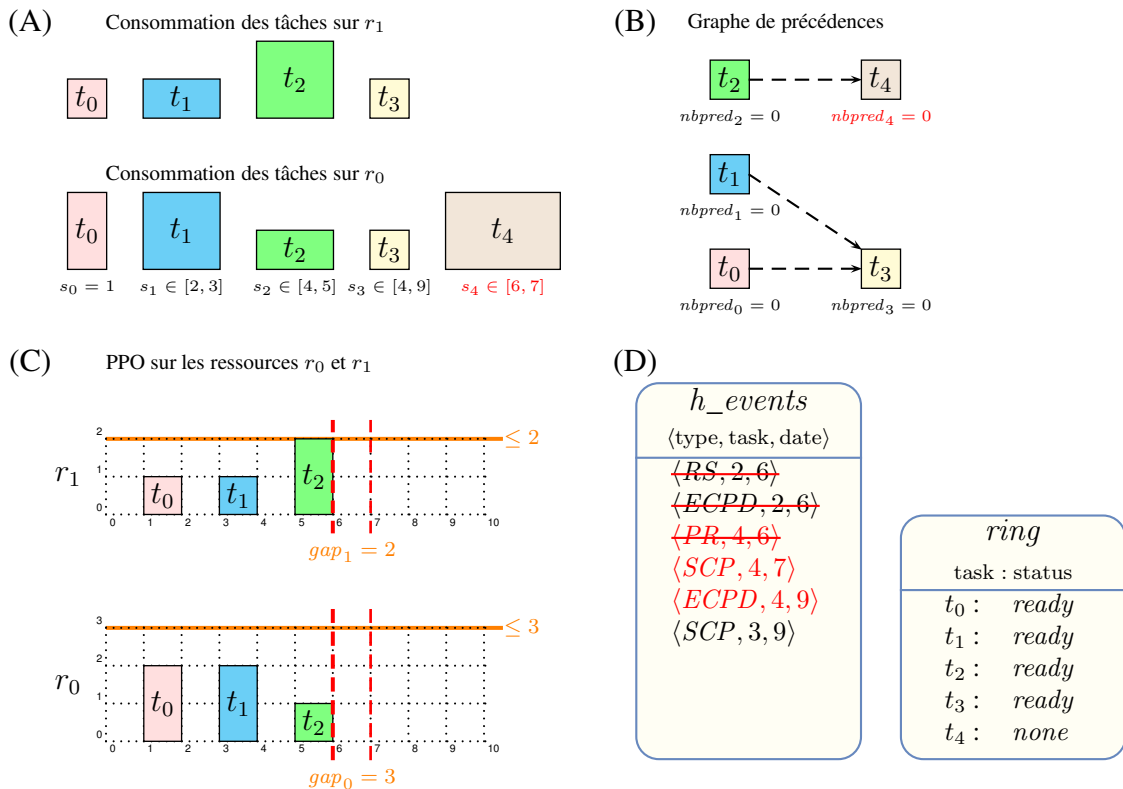 (A) Consommation des tâches sur r₁
t₀ t₁ t₂ t₃
Consommation des tâches sur r₀
t₀ t₁ t₂ t₃ t₄
s₀ = 1 s₁ ∈ [2, 3] s₂ ∈ [4, 5] s₃ ∈ [4, 9] s₄ ∈ [6, 7]
(B) Graphe de précédences
t₂ t₄
nbpred₂ = 0 nbpred₄ = 0
t₁
nbpred₁ = 0
t₀ t₃
nbpred₀ = 0 nbpred₃ = 0
(C) PPO sur les ressources r₀ et r₁
≤ 2
r₁
2
1
0
t₀ t₁ t₂
0 1 2 3 4 5 6 7 8 9 10
gap₁ = 2
≤ 3
r₀
3
2
1
0
t₀ t₁ t₂
0 1 2 3 4 5 6 7 8 9 10
gap₀ = 3
(D)
h_events
⟨type, task, date⟩
⟨RS, 2, 6⟩
⟨ECPD, 2, 6⟩
⟨PR, 4, 6⟩
⟨SCP, 4, 7⟩
⟨ECPD, 4, 9⟩
⟨SCP, 3, 9⟩
ring
task : status
t₀ : ready
t₁ : ready
t₂ : ready
t₃ : ready
t₄ : none